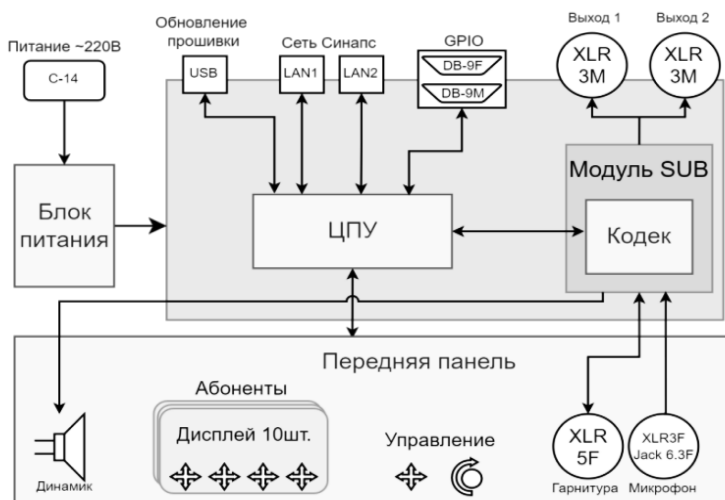 Обновление
прошивки
Сеть Синапс
GPIO
Выход 1
Выход 2
Питание ~220В
C-14
USB
LAN1
LAN2
DB-9F
DB-9M
XLR
3M
XLR
3M
Модуль SUB
Кодек
Блок
питания
ЦПУ
Передняя панель
Абоненты
Дисплей 10шт.
Управление
Динамик
XLR
5F
Гарнитура
XLR3F
Jack 6.3F
Микрофон